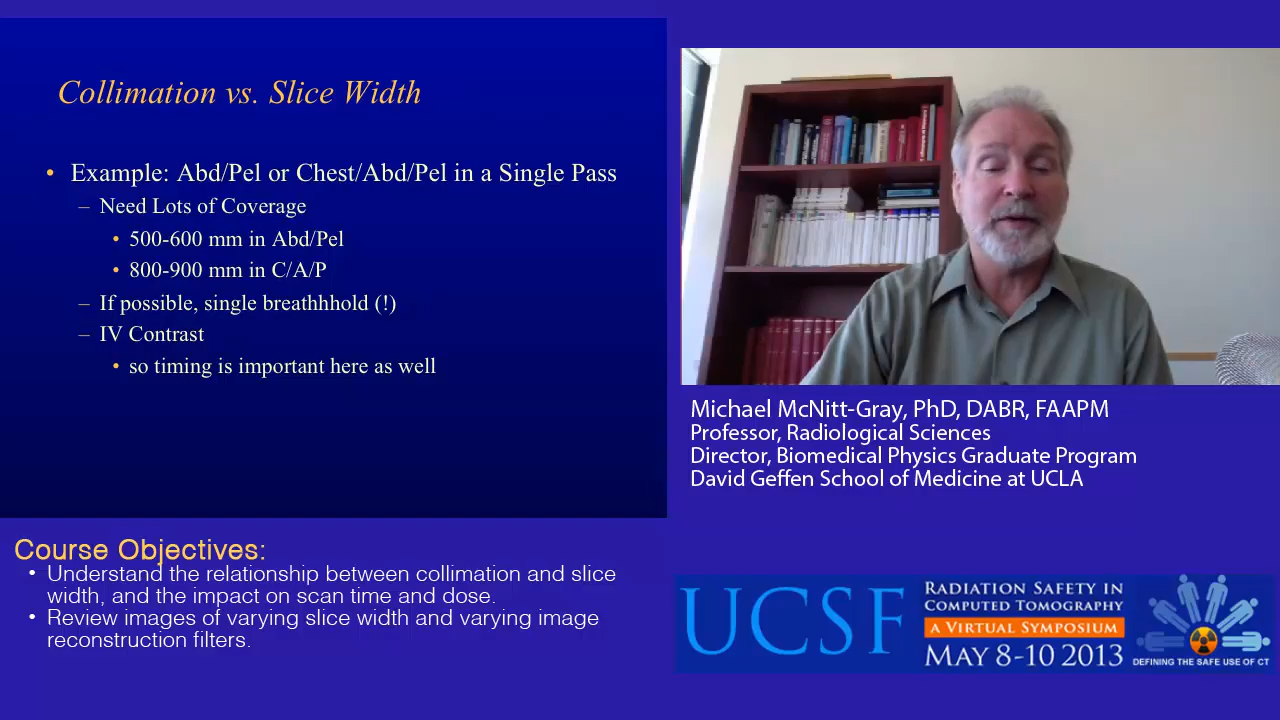 Collimation vs. Slice Width
• Example: Abd/Pel or Chest/Abd/Pel in a Single Pass
– Need Lots of Coverage
• 500-600 mm in Abd/Pel
• 800-900 mm in C/A/P
– If possible, single breathhhold (!)
– IV Contrast
• so timing is important here as well
Michael McNitt-Gray, PhD, DABR, FAAPM
Professor, Radiological Sciences
Director, Biomedical Physics Graduate Program
David Geffen School of Medicine at UCLA
Course Objectives:
• Understand the relationship between collimation and slice
width, and the impact on scan time and dose.
• Review images of varying slice width and varying image
reconstruction filters.
UCSF
RADIATION SAFETY IN
COMPUTED TOMOGRAPHY
A VIRTUAL SYMPOSIUM
MAY 8-10 2013
DEFINING THE SAFE USE OF CT